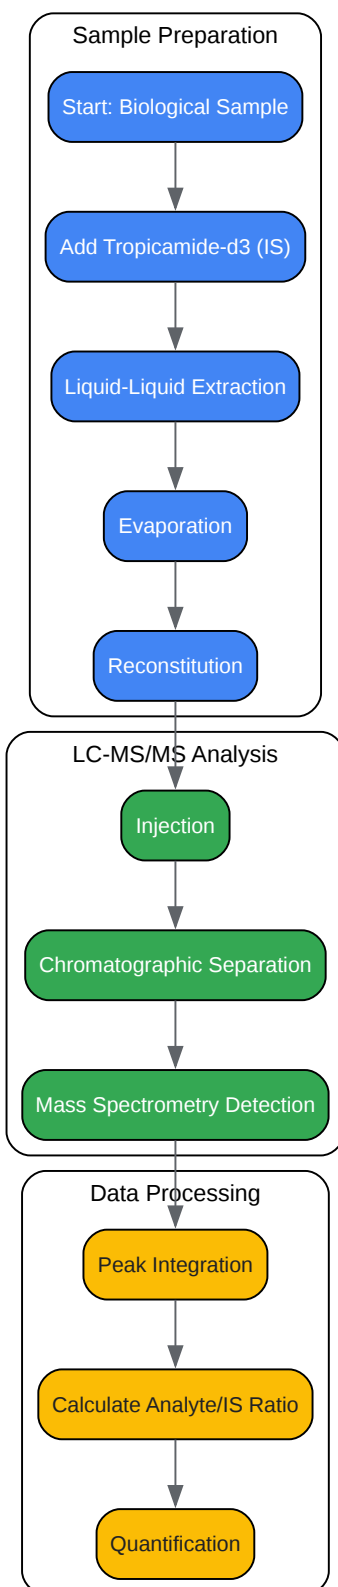 Sample Preparation
Start: Biological Sample
Add Tropicamide-d3 (IS)
Liquid-Liquid Extraction
Evaporation
Reconstitution
LC-MS/MS Analysis
Injection
Chromatographic Separation
Mass Spectrometry Detection
Data Processing
Peak Integration
Calculate Analyte/IS Ratio
Quantification